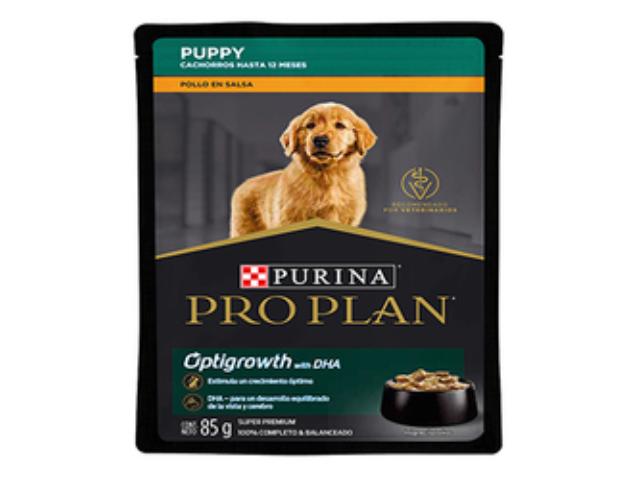 PUPPY
CACHORROS HASTA 12 MESES
POLLO EN SALSA
RECOMENDADO
POR VETERINARIOS
PURINA
PRO PLAN
Optigrowth with DHA
Estimula un crecimiento óptimo
DHA – para un desarrollo equilibrado
de la vista y cerebro
CONT. NETO 85 g
SUPER PREMIUM
100% COMPLETO & BALANCEADO